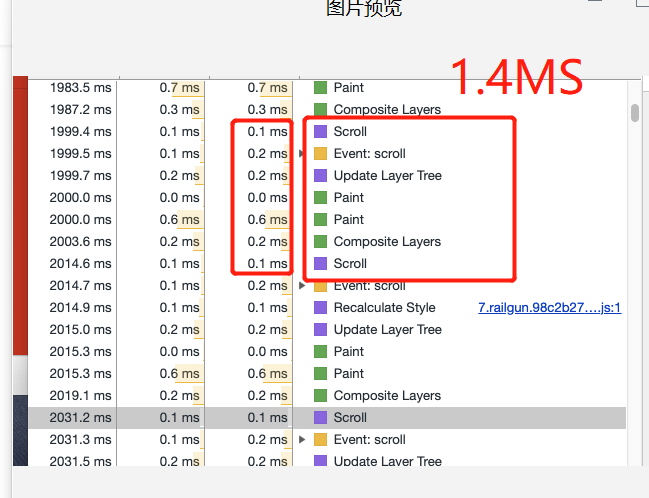 图片预览
1.4MS
1983.5 ms 0.7 ms 0.7 ms Paint
1987.2 ms 0.3 ms 0.3 ms Composite Layers
1999.4 ms 0.1 ms 0.1 ms Scroll
1999.5 ms 0.1 ms 0.2 ms Event: scroll
1999.7 ms 0.2 ms 0.2 ms Update Layer Tree
2000.0 ms 0.0 ms 0.0 ms Paint
2000.0 ms 0.6 ms 0.6 ms Paint
2003.6 ms 0.2 ms 0.2 ms Composite Layers
2014.6 ms 0.1 ms 0.1 ms Scroll
2014.7 ms 0.1 ms 0.2 ms Event: scroll
2014.9 ms 0.1 ms 0.1 ms Recalculate Style 7.railgun.98c2b27….js:1
2015.0 ms 0.2 ms 0.2 ms Update Layer Tree
2015.3 ms 0.0 ms 0.0 ms Paint
2015.3 ms 0.6 ms 0.6 ms Paint
2019.1 ms 0.2 ms 0.2 ms Composite Layers
2031.2 ms 0.1 ms 0.1 ms Scroll
2031.3 ms 0.1 ms 0.2 ms Event: scroll
2031.5 ms 0.2 ms 0.2 ms Update Layer Tree